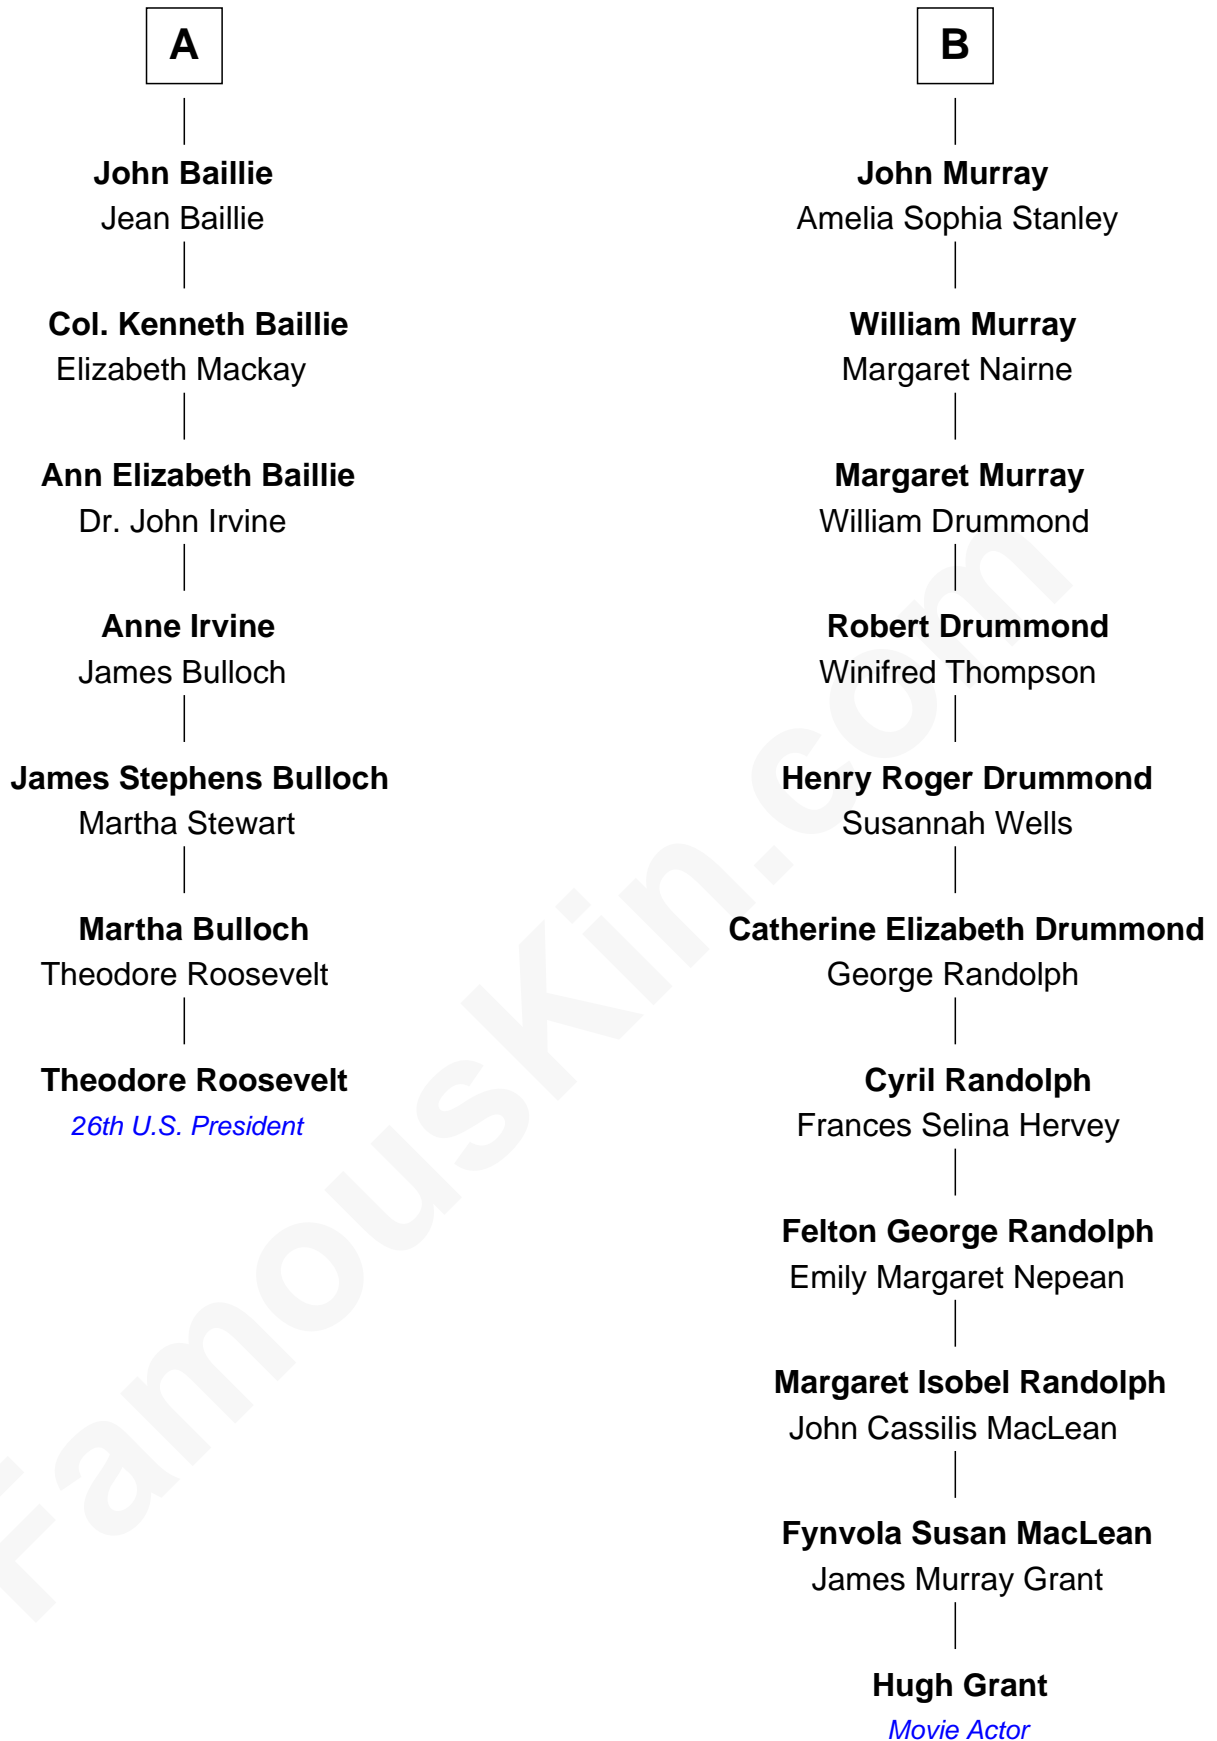 A
John Baillie
Jean Baillie
Col. Kenneth Baillie
Elizabeth Mackay
Ann Elizabeth Baillie
Dr. John Irvine
Anne Irvine
James Bulloch
James Stephens Bulloch
Martha Stewart
Martha Bulloch
Theodore Roosevelt
Theodore Roosevelt
26th U.S. President
B
John Murray
Amelia Sophia Stanley
William Murray
Margaret Nairne
Margaret Murray
William Drummond
Robert Drummond
Winifred Thompson
Henry Roger Drummond
Susannah Wells
Catherine Elizabeth Drummond
George Randolph
Cyril Randolph
Frances Selina Hervey
Felton George Randolph
Emily Margaret Nepean
Margaret Isobel Randolph
John Cassilis MacLean
Fynvola Susan MacLean
James Murray Grant
Hugh Grant
Movie Actor
FamousKin.com